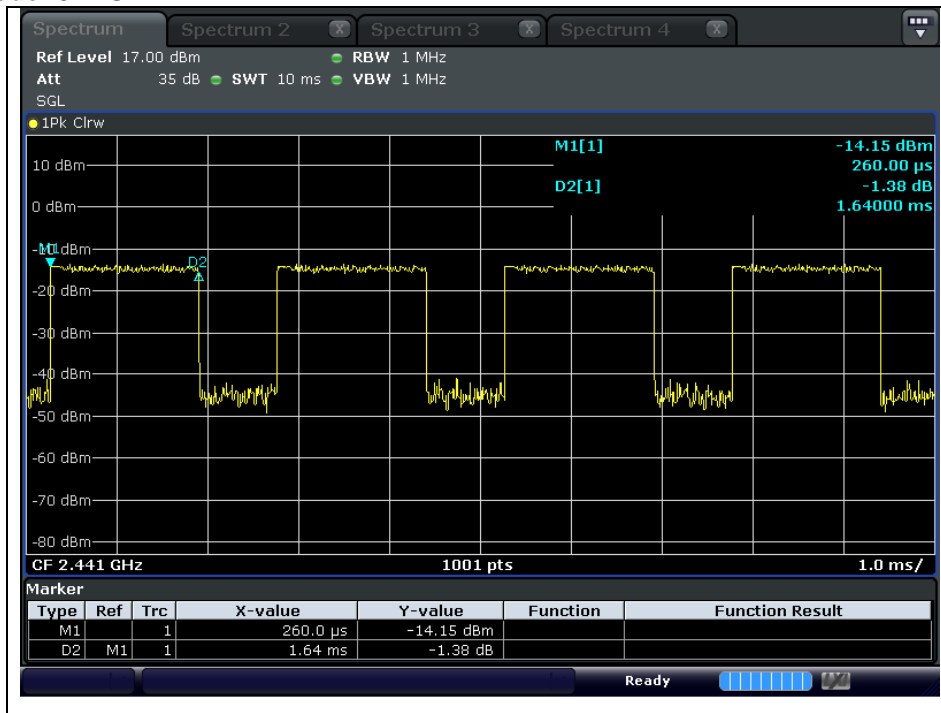 Spectrum Spectrum 2 X Spectrum 3 X Spectrum 4 X
Ref Level 17.00 dBm RBW 1 MHz
Att 35 dB SWT 10 ms VBW 1 MHz
SGL
1Pk Clrw
M1[1] -14.15 dBm
260.00 µs
D2[1] -1.38 dB
1.64000 ms
10 dBm
0 dBm
-10 dBm
M1
D2
-20 dBm
-30 dBm
-40 dBm
-50 dBm
-60 dBm
-70 dBm
-80 dBm
CF 2.441 GHz 1001 pts 1.0 ms/
Marker
Type Ref Trc X-value Y-value Function Function Result
M1 1 260.0 µs -14.15 dBm
D2 M1 1 1.64 ms -1.38 dB
Ready